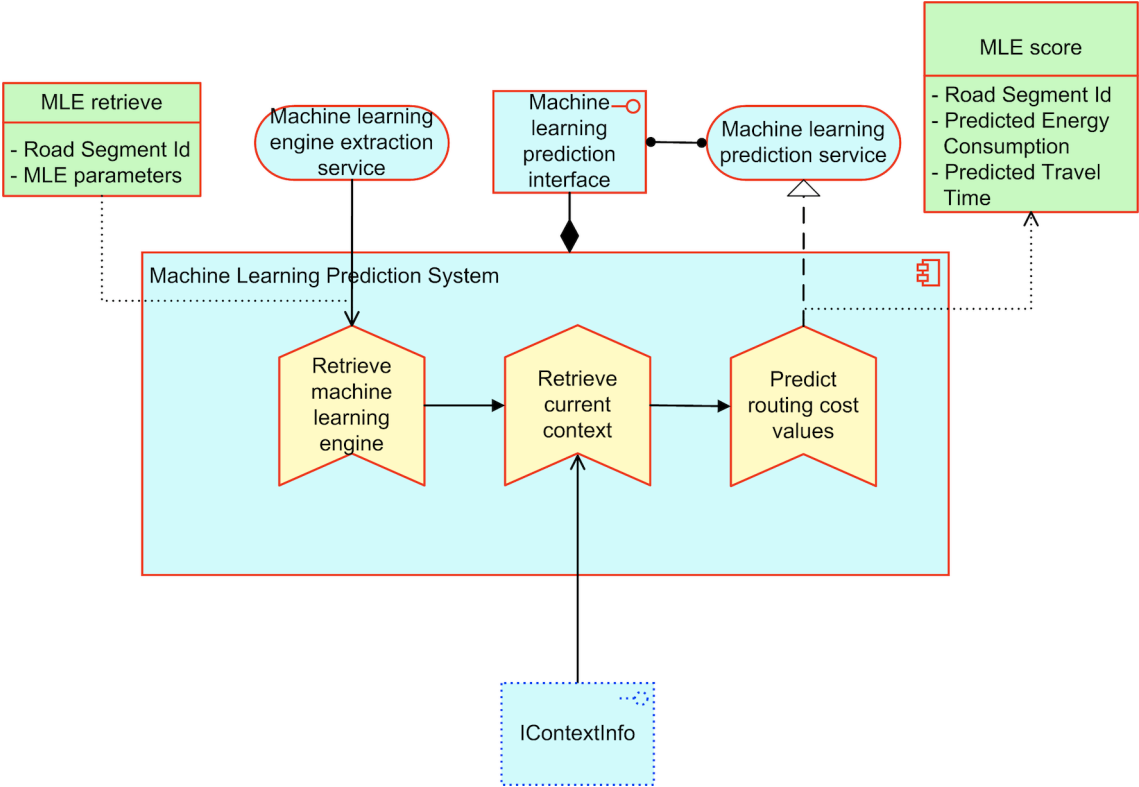 MLE score
- Road Segment Id
- Predicted Energy
Consumption
- Predicted Travel
Time
MLE retrieve
- Road Segment Id
- MLE parameters
Machine learning
engine extraction
service
Machine
learning
prediction
interface
Machine learning
prediction service
Machine Learning Prediction System
Retrieve
machine
learning
engine
Retrieve
current
context
Predict
routing cost
values
IContextInfo